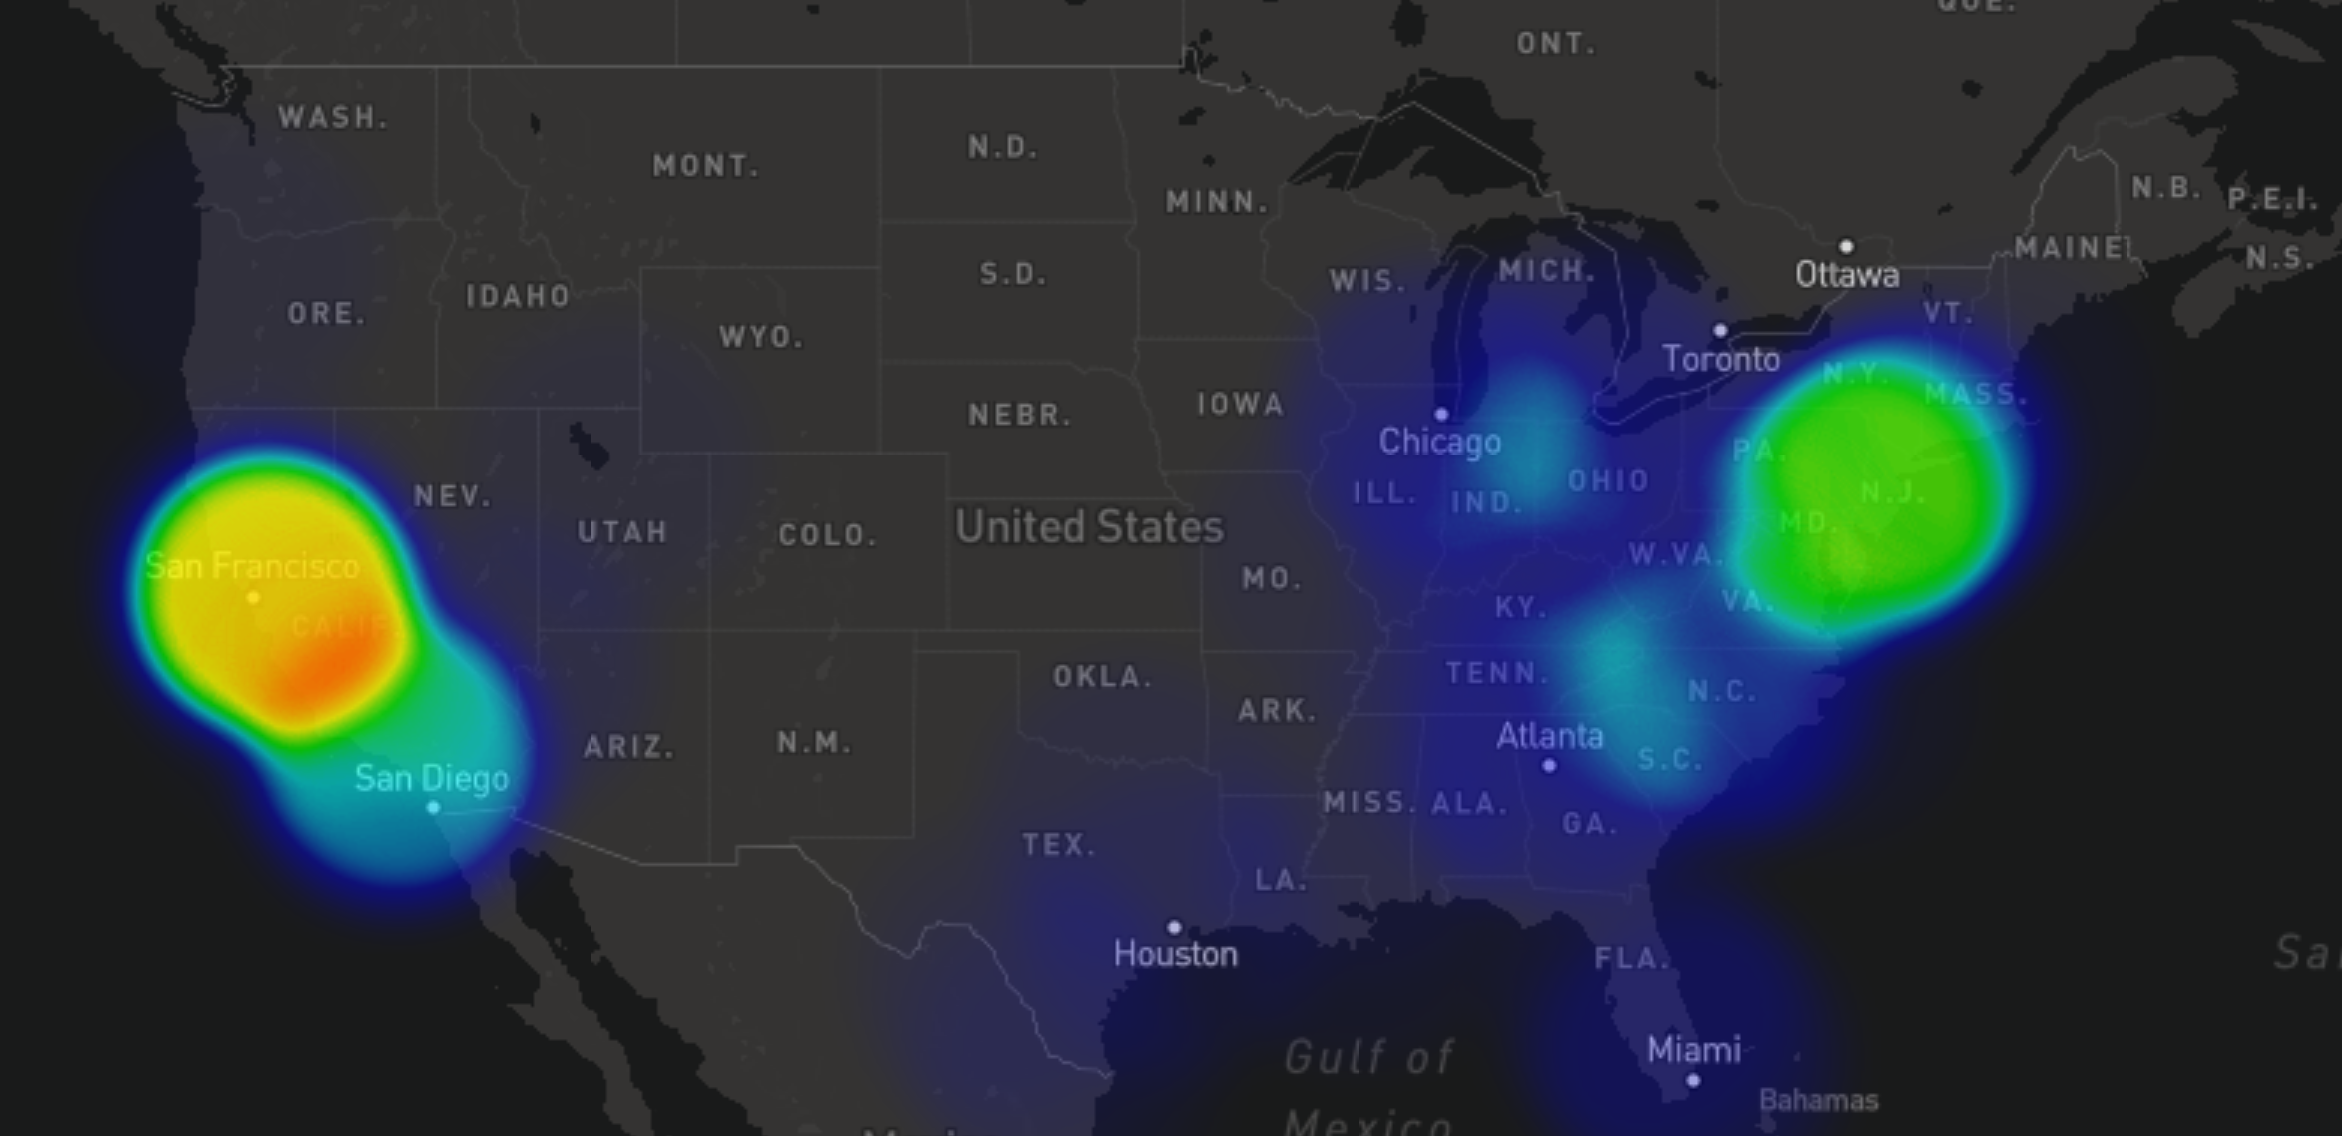 QUE.
ONT.
WASH.
N.D.
MONT.
N.B.
P.E.I.
MINN.
MAINE
N.S.
Ottawa
S.D.
WIS.
MICH.
IDAHO
ORE.
VT.
WYO.
Toronto
N.Y.
MASS.
IOWA
NEBR.
Chicago
PA.
OHIO
ILL.
IND.
NEV.
N.J.
UTAH
COLO.
United States
MD.
W.VA.
San Francisco
MO.
VA.
KY.
CALIF
TENN.
OKLA.
N.C.
ARK.
Atlanta
ARIZ.
N.M.
S.C.
San Diego
MISS.
ALA.
GA.
TEX.
LA.
Houston
FLA.
Sa
Gulf of
Mexico
Miami
Bahamas